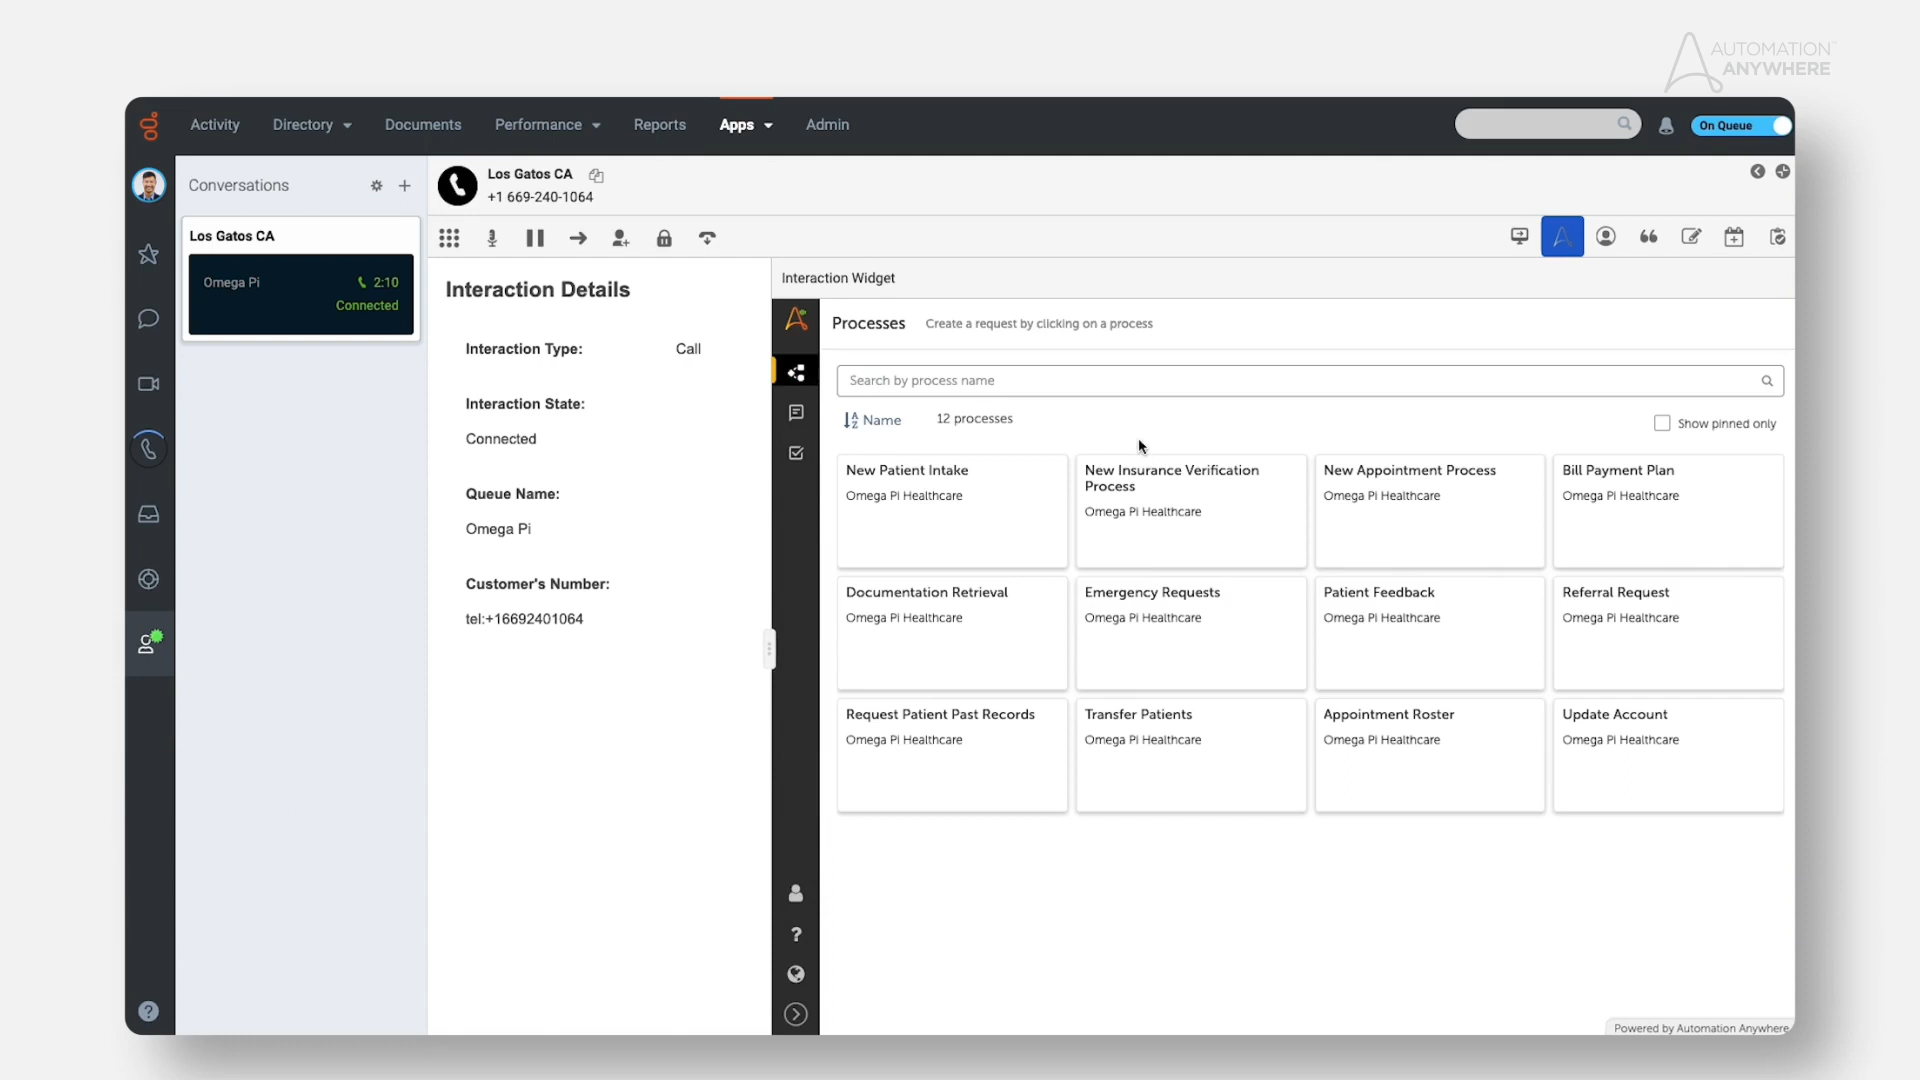 AUTOMATION
ANYWHERE
Activity
Directory
Documents
Performance
Reports
Apps
Admin
On Queue
Conversations
Los Gatos CA
+1 669-240-1064
Los Gatos CA
Omega Pi
2:10
Connected
Interaction Details
Interaction Type:
Call
Interaction State:
Connected
Queue Name:
Omega Pi
Customer's Number:
tel:+16692401064
Interaction Widget
Processes
Create a request by clicking on a process
Search by process name
Name
12 processes
Show pinned only
New Patient Intake
Omega Pi Healthcare
New Insurance Verification
Process
Omega Pi Healthcare
New Appointment Process
Omega Pi Healthcare
Bill Payment Plan
Omega Pi Healthcare
Documentation Retrieval
Omega Pi Healthcare
Emergency Requests
Omega Pi Healthcare
Patient Feedback
Omega Pi Healthcare
Referral Request
Omega Pi Healthcare
Request Patient Past Records
Omega Pi Healthcare
Transfer Patients
Omega Pi Healthcare
Appointment Roster
Omega Pi Healthcare
Update Account
Omega Pi Healthcare
Powered by Automation Anywhere